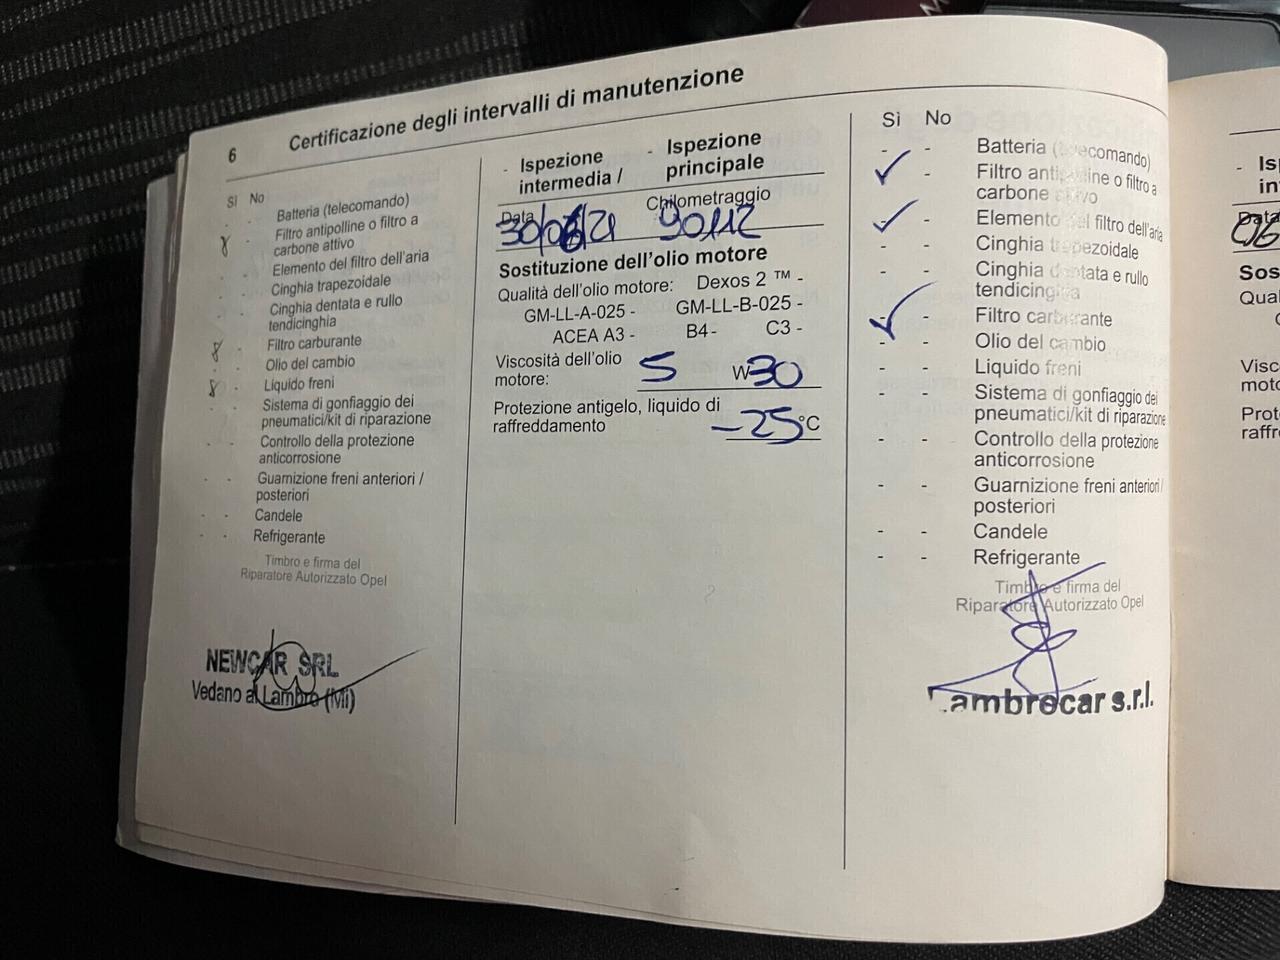 6 Certificazione degli intervalli di manutenzione
Sì No
Batteria (telecomando)
Filtro antipolline o filtro a
carbone attivo
Elemento del filtro dell'aria
Cinghia trapezoidale
Cinghia dentata e rullo
tendicinghia
Filtro carburante
Olio del cambio
Liquido freni
Sistema di gonfiaggio dei
pneumatici/kit di riparazione
Controllo della protezione
anticorrosione
Guarnizione freni anteriori /
posteriori
Candele
Refrigerante
Timbro e firma del
Riparatore Autorizzato Opel
NEWCAR SRL
Vedano al Lambro (Mi)
- Ispezione - Ispezione
intermedia / principale
Data Chilometraggio
30/06/21 90112
Sostituzione dell'olio motore
Qualità dell'olio motore: Dexos 2 ™ -
GM-LL-A-025 - GM-LL-B-025 -
ACEA A3 - B4 - C3 -
Viscosità dell'olio
motore: 5 W 30
Protezione antigelo, liquido di
raffreddamento -25 °C
Sì No
Batteria (telecomando)
Filtro antipolline o filtro a
carbone attivo
Elemento del filtro dell'aria
Cinghia trapezoidale
Cinghia dentata e rullo
tendicinghia
Filtro carburante
Olio del cambio
Liquido freni
Sistema di gonfiaggio dei
pneumatici/kit di riparazione
Controllo della protezione
anticorrosione
Guarnizione freni anteriori/
posteriori
Candele
Refrigerante
Timbro e firma del
Riparatore Autorizzato Opel
Lambrocar s.r.l.
- Is
in
Data
Sos
Qual
Visc
moto
Prot
raffr